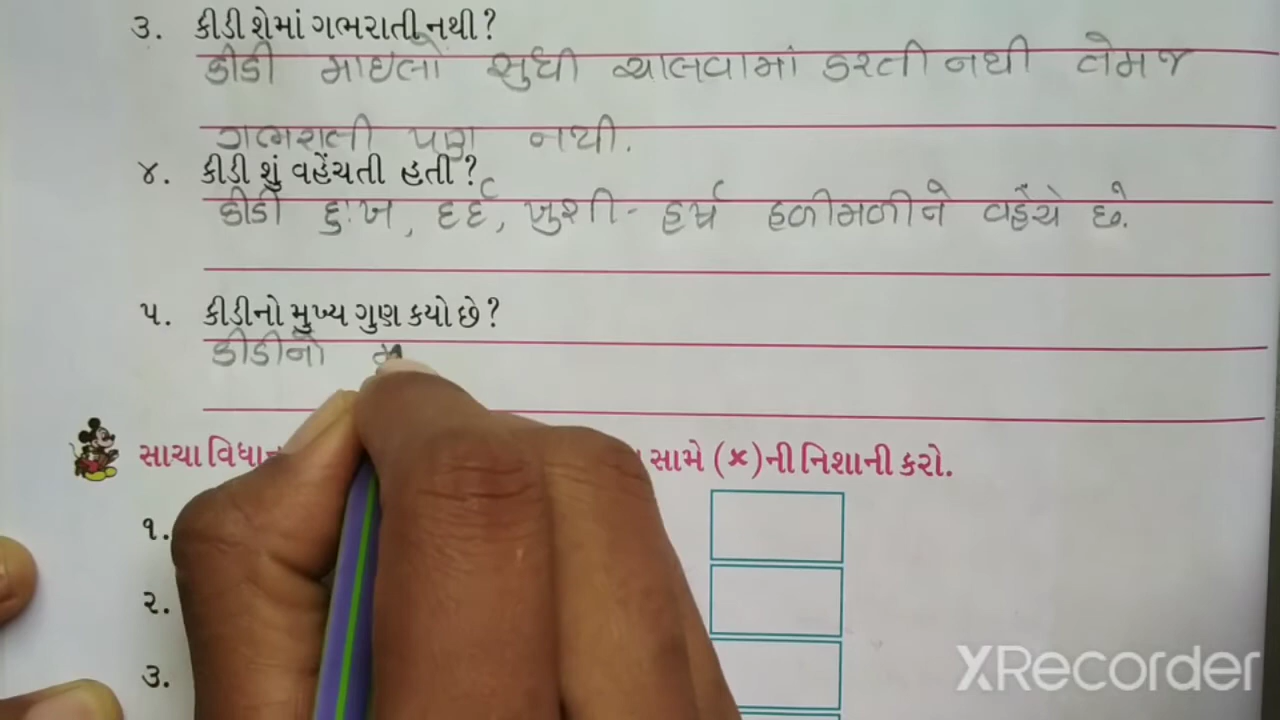 ૩. કીડી શેમાં ગભરાતી નથી?
કીડી માઇલો સુધી ચાલવામાં ડરતી નથી તેમજ
ગભરાતી પણ નથી.
૪. કીડી શું વહેંચતી હતી?
કીડી દુઃખ, દર્દ, ખુશી - હર્ષ હળીમળીને વહેંચે છે.
૫. કીડીનો મુખ્ય ગુણ કયો છે?
કીડીનો
સાચા વિધાન સામે (×)ની નિશાની કરો.
૧.
૨.
૩.
XRecorder